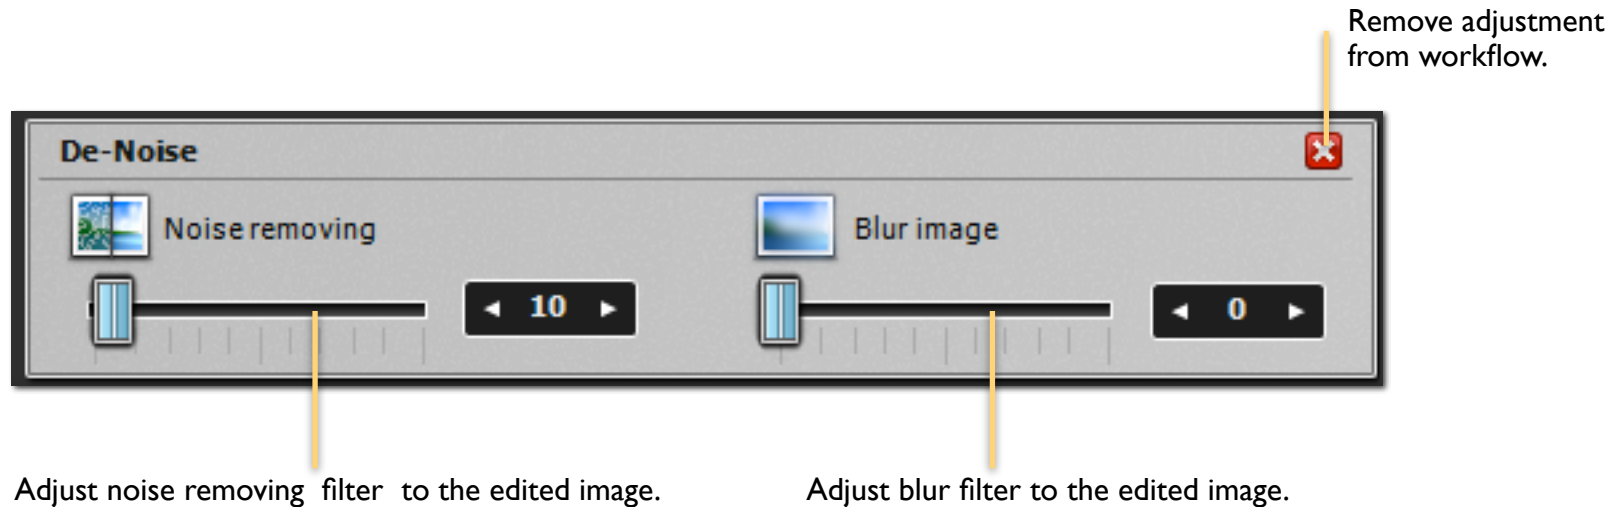 Remove adjustment
from workflow.
De-Noise
Noise removing
Blur image
10
0
Adjust noise removing filter to the edited image.
Adjust blur filter to the edited image.